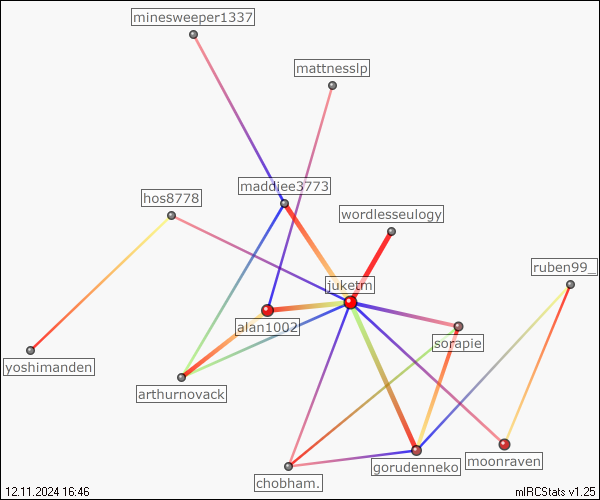 minesweeper1337
mattnesslp
maddiee3773
hos8778
wordlesseulogy
ruben99_
juketm
alan1002
sorapie
yoshimanden
arthurnovack
gorudenneko
moonraven
chobham.
12.11.2024 16:46
mIRCStats v1.25